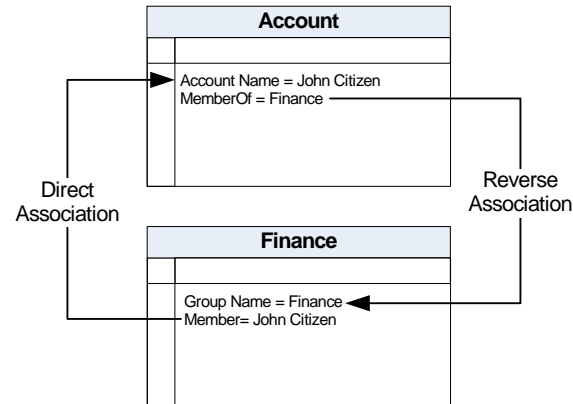 Account
Account Name = John Citizen
MemberOf = Finance
Direct
Association
Reverse
Association
Finance
Group Name = Finance
Member= John Citizen